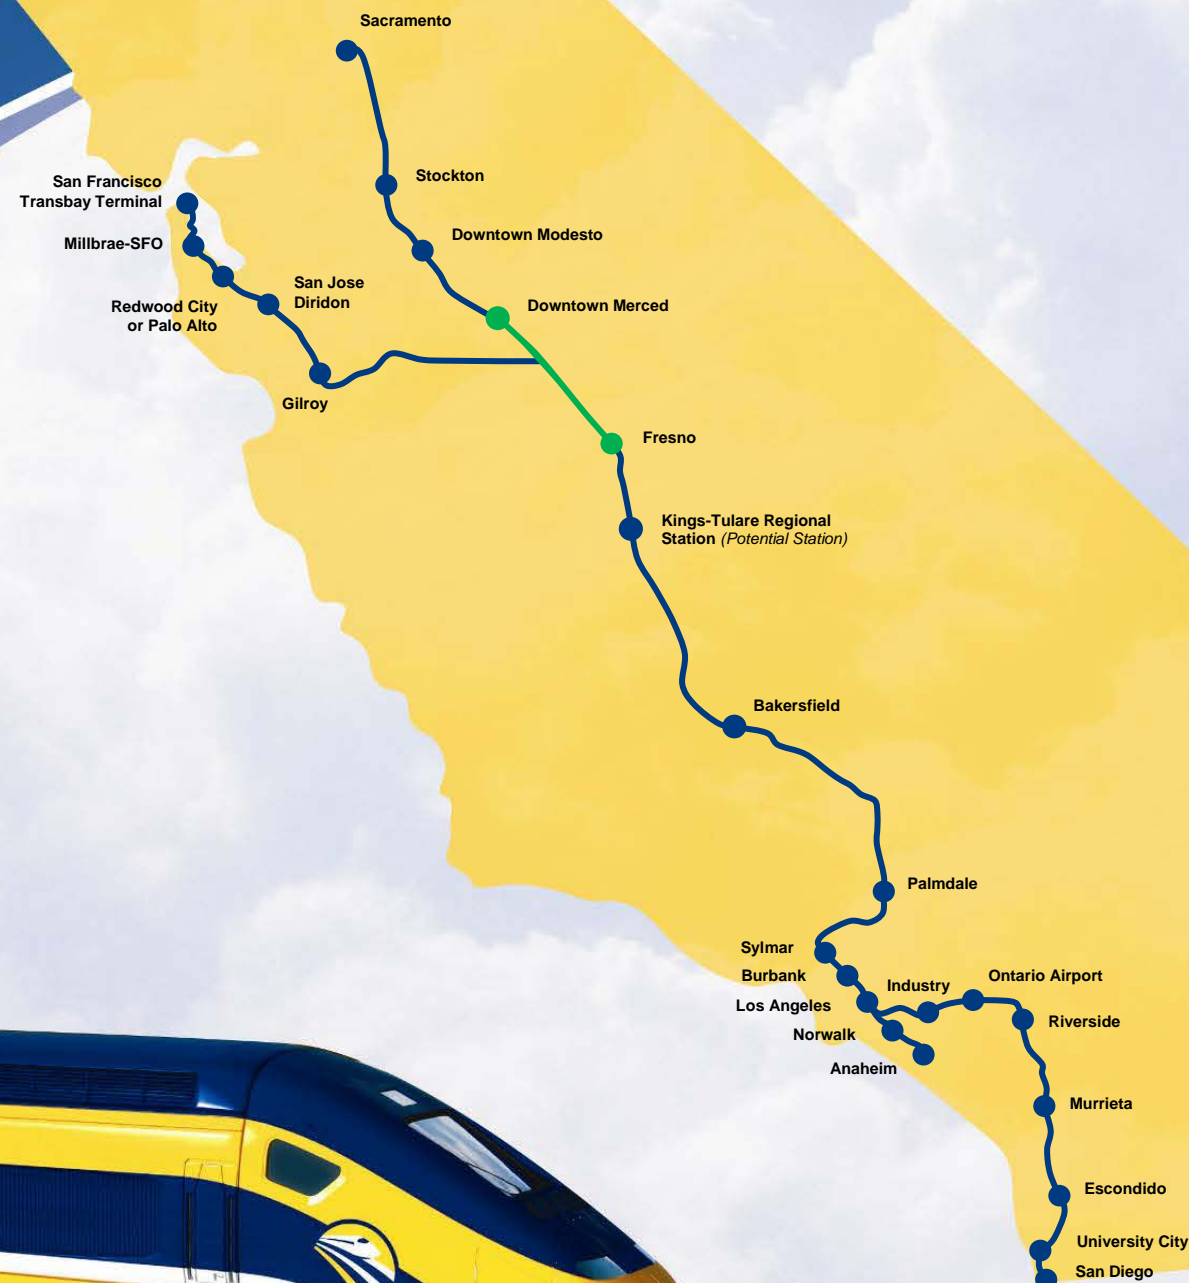 Sacramento
San Francisco
Transbay Terminal
Stockton
Millbrae-SFO
Downtown Modesto
San Jose
Diridon
Redwood City
or Palo Alto
Downtown Merced
Gilroy
Fresno
Kings-Tulare Regional
Station (Potential Station)
Bakersfield
Palmdale
Sylmar
Burbank
Industry
Ontario Airport
Los Angeles
Norwalk
Riverside
Anaheim
Murrieta
Escondido
University City
San Diego